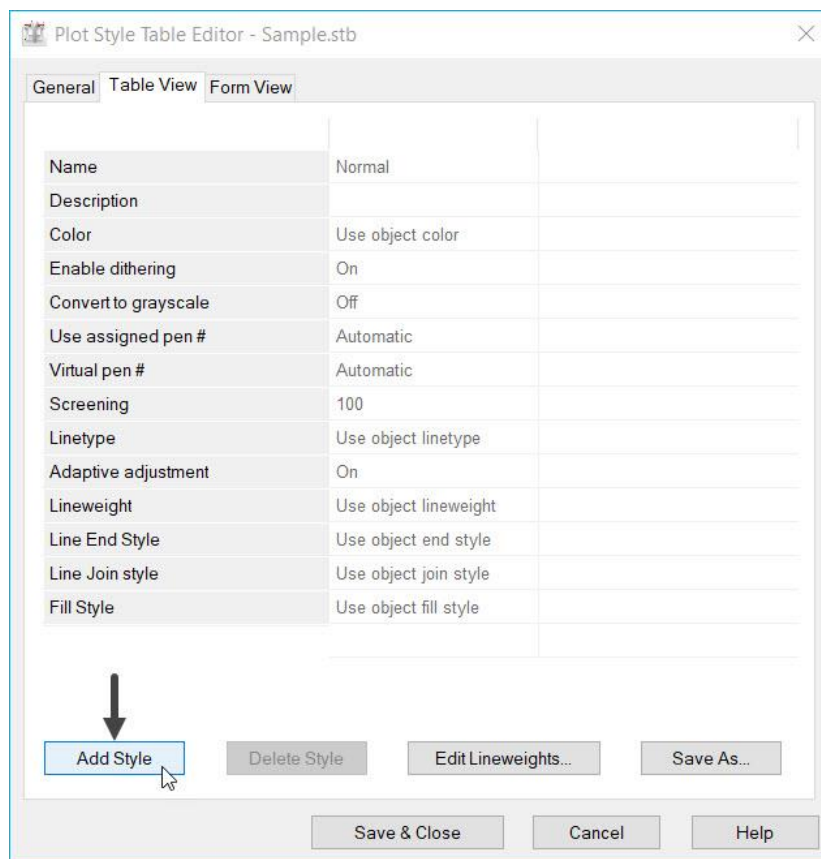 Plot Style Table Editor - Sample.stb
General Table View Form View
Name Normal
Description
Color Use object color
Enable dithering On
Convert to grayscale Off
Use assigned pen # Automatic
Virtual pen # Automatic
Screening 100
Linetype Use object linetype
Adaptive adjustment On
Lineweight Use object lineweight
Line End Style Use object end style
Line Join style Use object join style
Fill Style Use object fill style
Add Style Delete Style Edit Lineweights... Save As...
Save & Close Cancel Help